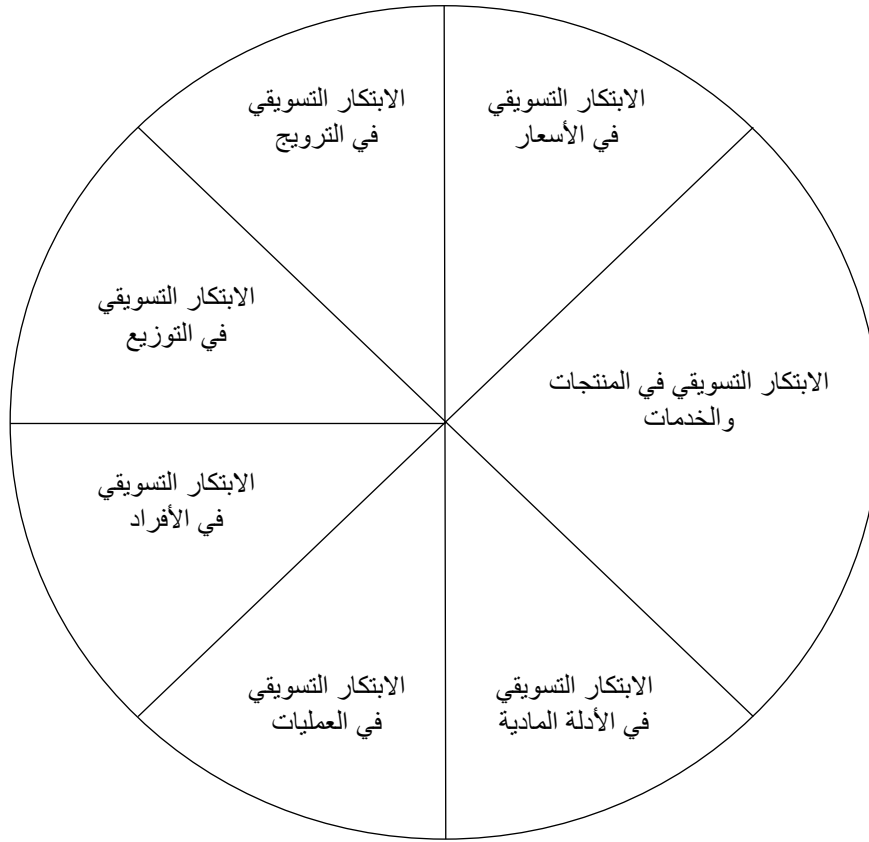 الابتكار التسويقي
في الأسعار
الابتكار التسويقي
في الترويج
الابتكار التسويقي
في التوزيع
الابتكار التسويقي في المنتجات
والخدمات
الابتكار التسويقي
في الأفراد
الابتكار التسويقي
في الأدلة المادية
الابتكار التسويقي
في العمليات